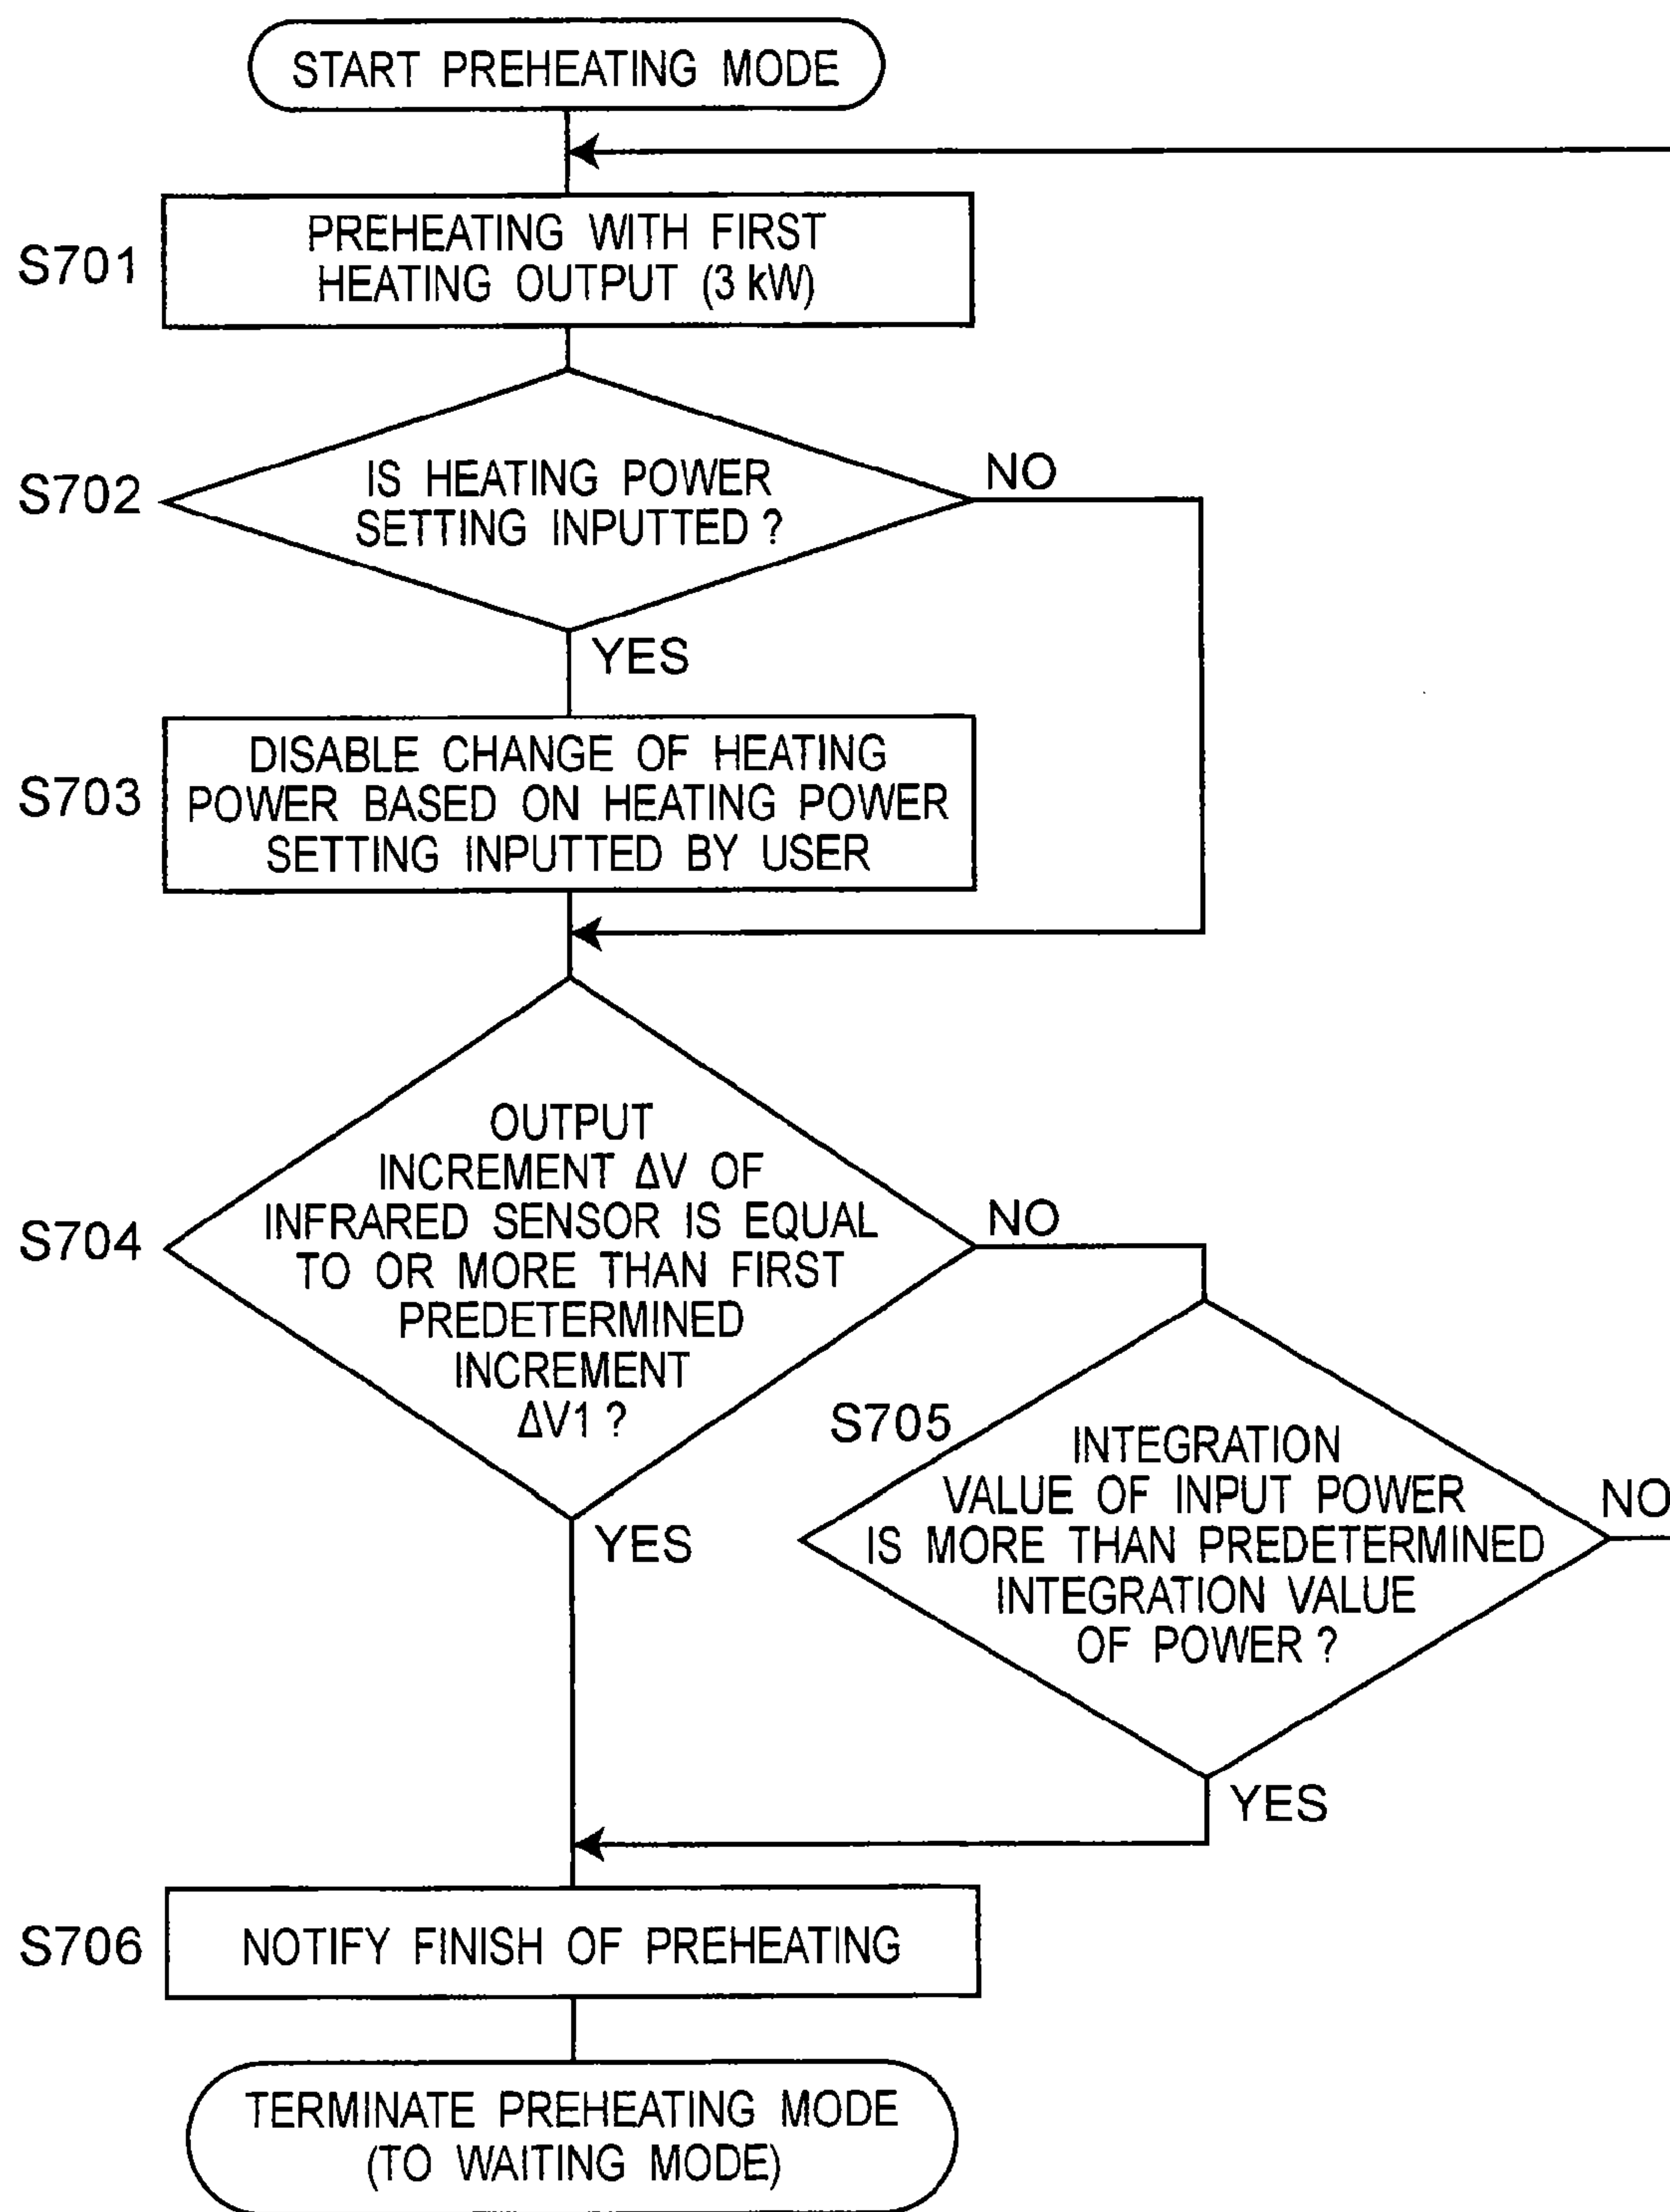 START PREHEATING MODE
S701
PREHEATING WITH FIRST
HEATING OUTPUT (3 kW)
S702
IS HEATING POWER
SETTING INPUTTED ?
NO
YES
S703
DISABLE CHANGE OF HEATING
POWER BASED ON HEATING POWER
SETTING INPUTTED BY USER
S704
OUTPUT
INCREMENT ΔV OF
INFRARED SENSOR IS EQUAL
TO OR MORE THAN FIRST
PREDETERMINED
INCREMENT
ΔV1 ?
NO
YES
S705
INTEGRATION
VALUE OF INPUT POWER
IS MORE THAN PREDETERMINED
INTEGRATION VALUE
OF POWER ?
NO
YES
S706
NOTIFY FINISH OF PREHEATING
TERMINATE PREHEATING MODE
(TO WAITING MODE)